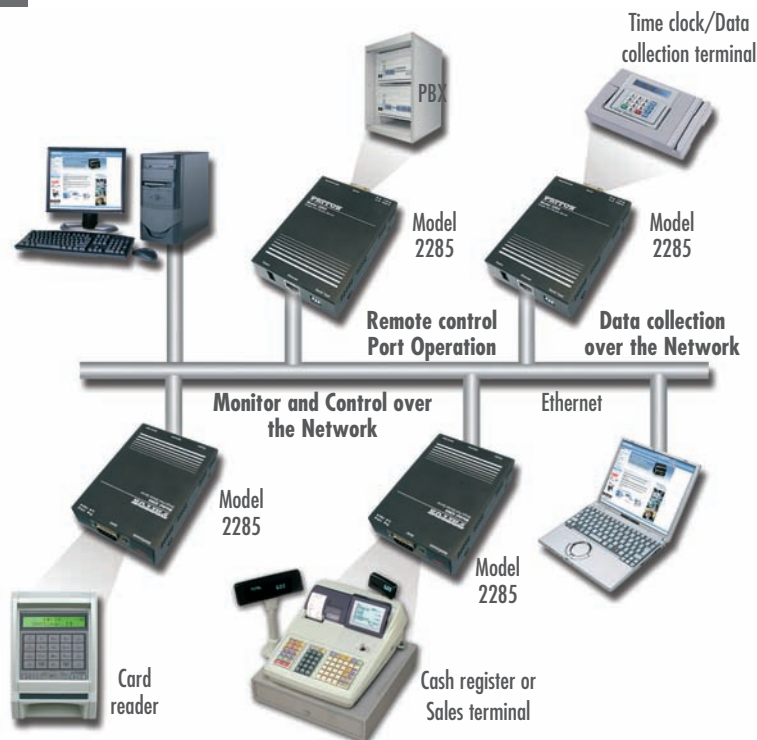 Time clock/Data
collection terminal
PBX
Model
2285
Model
2285
Remote control
Port Operation
Data collection
over the Network
Monitor and Control over
the Network
Ethernet
Model
2285
Model
2285
Card
reader
Cash register or
Sales terminal